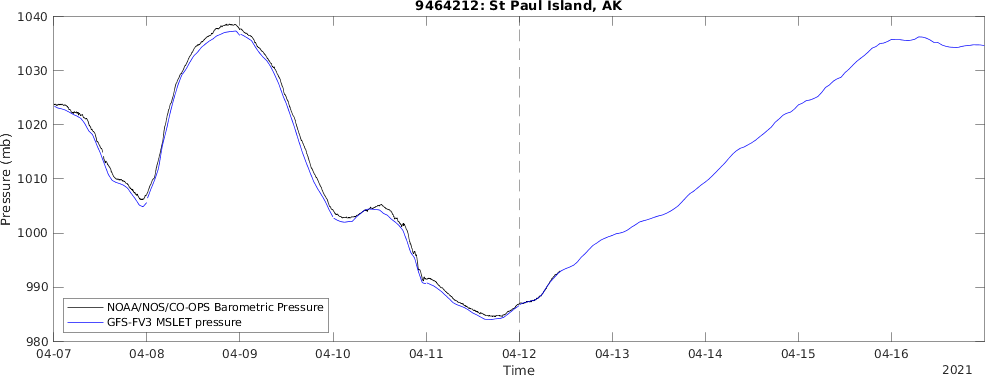 9464212: St Paul Island, AK
1040
1030
1020
1010
1000
990
980
Pressure (mb)
NOAA/NOS/CO-OPS Barometric Pressure
GFS-FV3 MSLET pressure
04-07 04-08 04-09 04-10 04-11 04-12 04-13 04-14 04-15 04-16
Time
2021